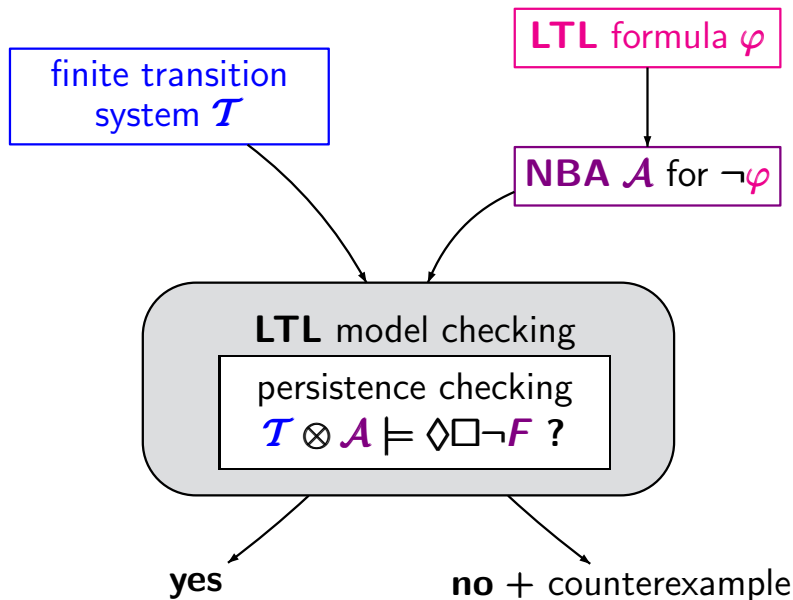 LTL formula φ
finite transition
system 𝒯
NBA 𝒜 for ¬φ
LTL model checking
persistence checking
𝒯 ⊗ 𝒜 ⊨ ◊□¬F ?
yes
no + counterexample